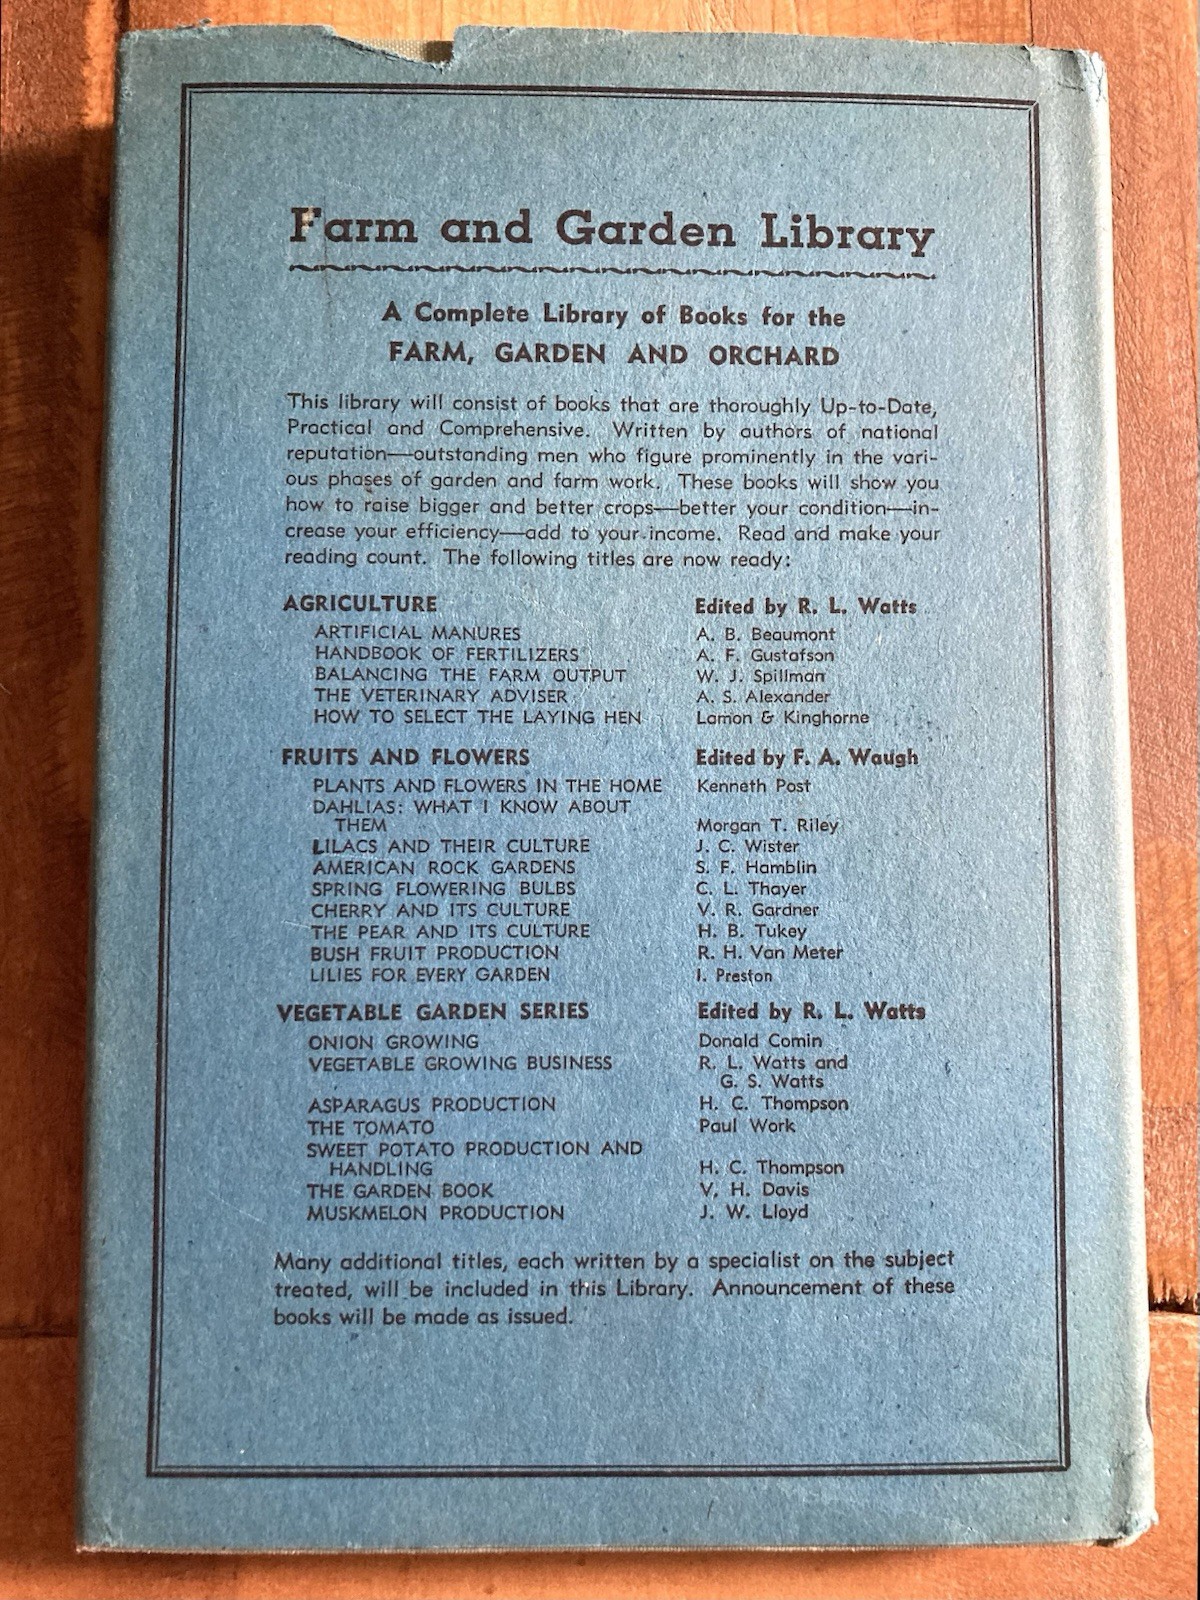 Farm and Garden Library
A Complete Library of Books for the
FARM, GARDEN AND ORCHARD
This library will consist of books that are thoroughly Up-to-Date,
Practical and Comprehensive. Written by authors of national
reputation—outstanding men who figure prominently in the vari-
ous phases of garden and farm work. These books will show you
how to raise bigger and better crops—better your condition—in-
crease your efficiency—add to your income. Read and make your
reading count. The following titles are now ready:
AGRICULTURE Edited by R. L. Watts
ARTIFICIAL MANURES A. B. Beaumont
HANDBOOK OF FERTILIZERS A. F. Gustafson
BALANCING THE FARM OUTPUT W. J. Spillman
THE VETERINARY ADVISER A. S. Alexander
HOW TO SELECT THE LAYING HEN Lamon & Kinghorne
FRUITS AND FLOWERS Edited by F. A. Waugh
PLANTS AND FLOWERS IN THE HOME Kenneth Post
DAHLIAS: WHAT I KNOW ABOUT
THEM Morgan T. Riley
LILACS AND THEIR CULTURE J. C. Wister
AMERICAN ROCK GARDENS S. F. Hamblin
SPRING FLOWERING BULBS C. L. Thayer
CHERRY AND ITS CULTURE V. R. Gardner
THE PEAR AND ITS CULTURE H. B. Tukey
BUSH FRUIT PRODUCTION R. H. Van Meter
LILIES FOR EVERY GARDEN I. Preston
VEGETABLE GARDEN SERIES Edited by R. L. Watts
ONION GROWING Donald Comin
VEGETABLE GROWING BUSINESS R. L. Watts and
G. S. Watts
ASPARAGUS PRODUCTION H. C. Thompson
THE TOMATO Paul Work
SWEET POTATO PRODUCTION AND
HANDLING H. C. Thompson
THE GARDEN BOOK V. H. Davis
MUSKMELON PRODUCTION J. W. Lloyd
Many additional titles, each written by a specialist on the subject
treated, will be included in this Library. Announcement of these
books will be made as issued.